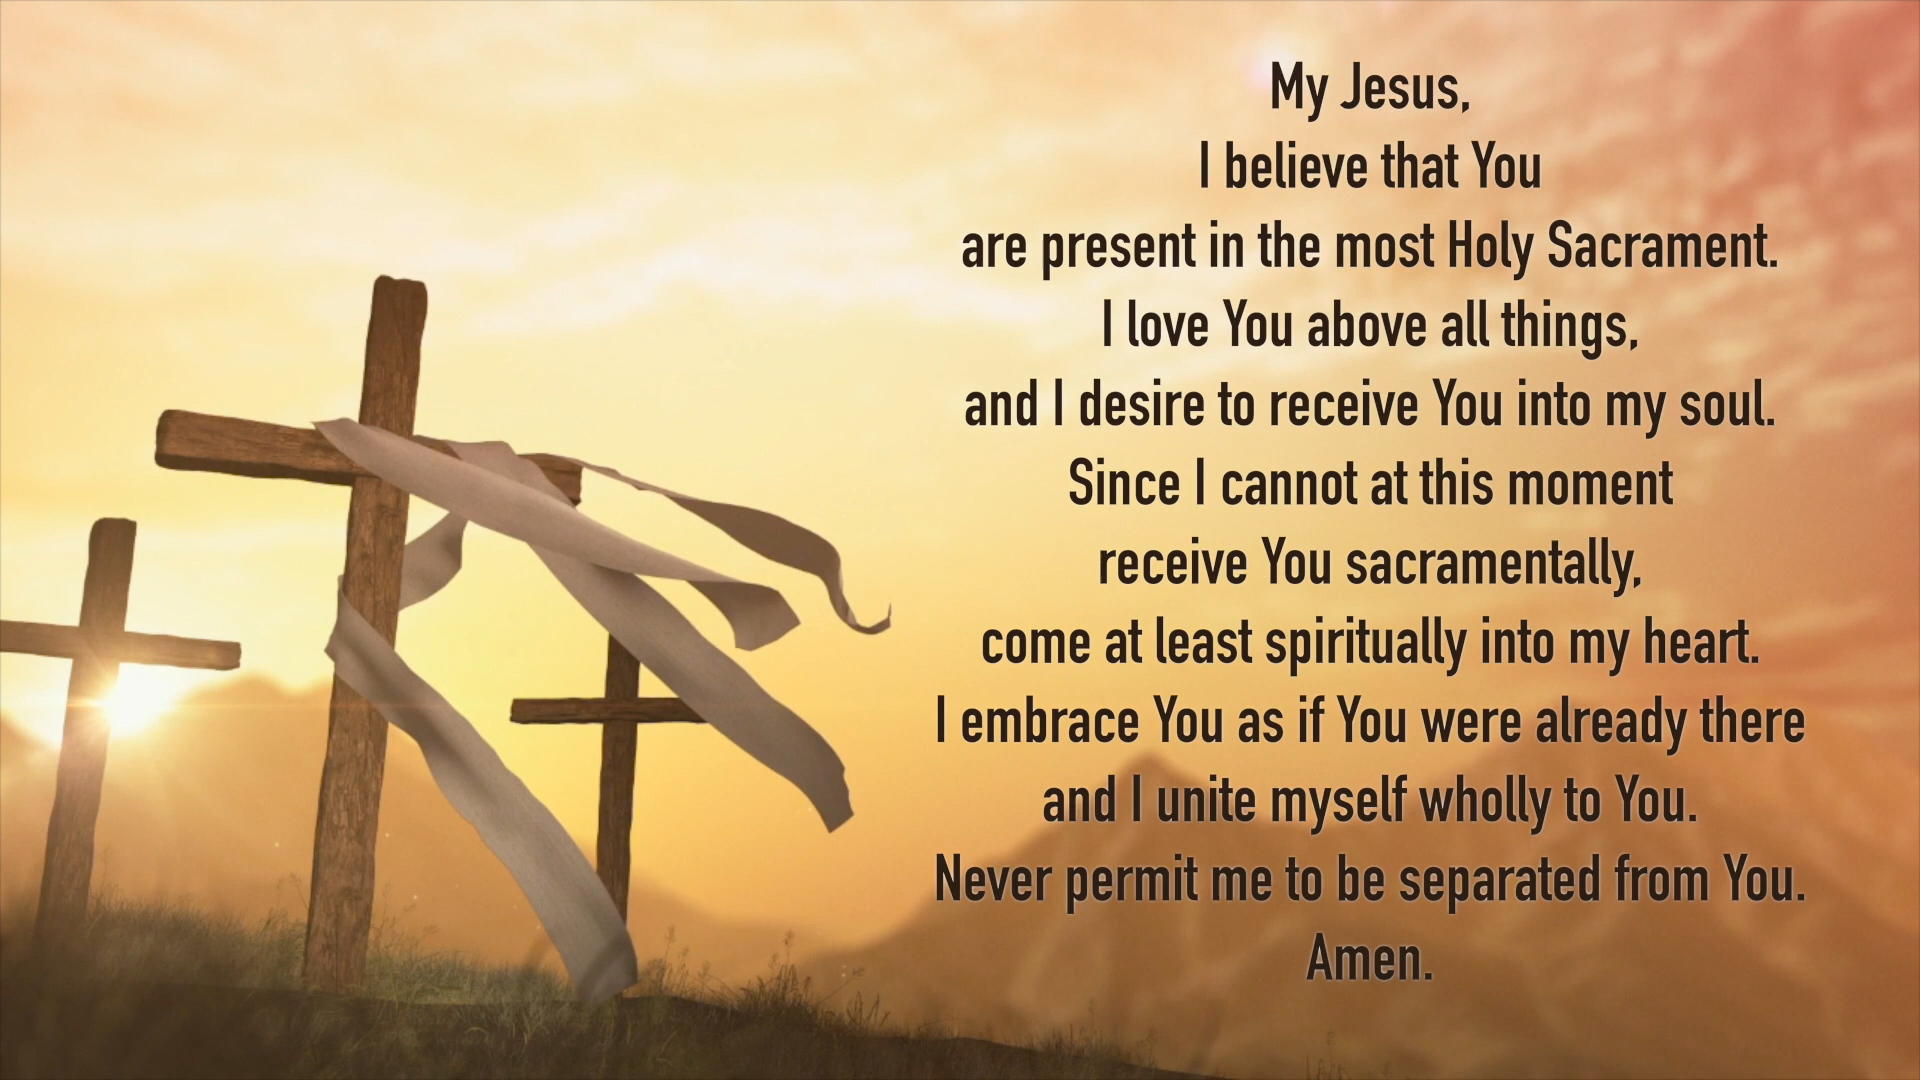 My Jesus,
I believe that You
are present in the most Holy Sacrament.
I love You above all things,
and I desire to receive You into my soul.
Since I cannot at this moment
receive You sacramentally,
come at least spiritually into my heart.
I embrace You as if You were already there
and I unite myself wholly to You.
Never permit me to be separated from You.
Amen.